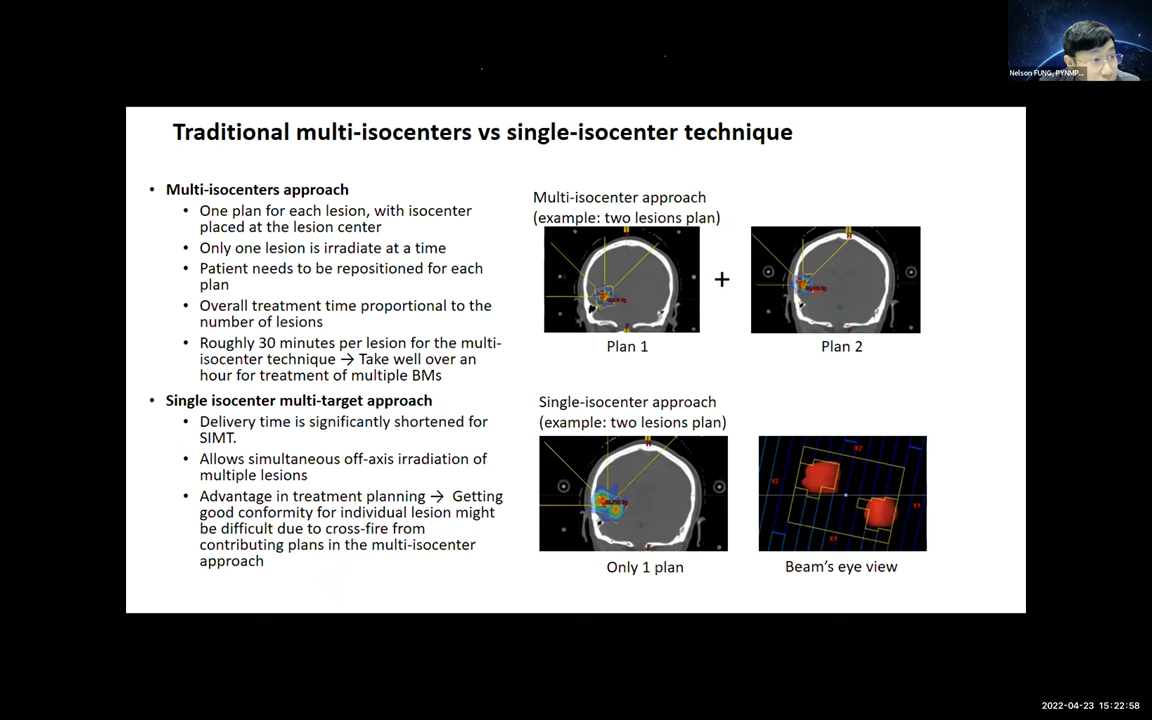 Nelson FUNG, PYNMP...
Traditional multi-isocenters vs single-isocenter technique
• Multi-isocenters approach
• One plan for each lesion, with isocenter
placed at the lesion center
• Only one lesion is irradiate at a time
• Patient needs to be repositioned for each
plan
• Overall treatment time proportional to the
number of lesions
• Roughly 30 minutes per lesion for the multi-
isocenter technique → Take well over an
hour for treatment of multiple BMs
• Single isocenter multi-target approach
• Delivery time is significantly shortened for
SIMT.
• Allows simultaneous off-axis irradiation of
multiple lesions
• Advantage in treatment planning → Getting
good conformity for individual lesion might
be difficult due to cross-fire from
contributing plans in the multi-isocenter
approach
Multi-isocenter approach
(example: two lesions plan)
+
Plan 1
Plan 2
Single-isocenter approach
(example: two lesions plan)
X2
Y2
X1
Only 1 plan
Beam's eye view
2022-04-23 15:22:58